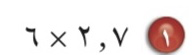 ١ ٦ × ٢,٧